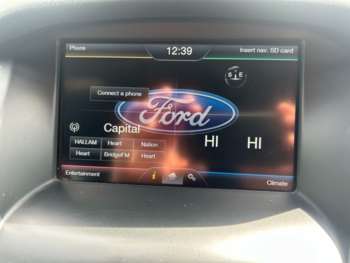 Phone
12:39
Insert nav. SD card
S E
Connect a phone
Ford
Capital
HI HI
HALLAM Heart Nation
Heart BridgeFM Heart
Entertainment
i
Climate